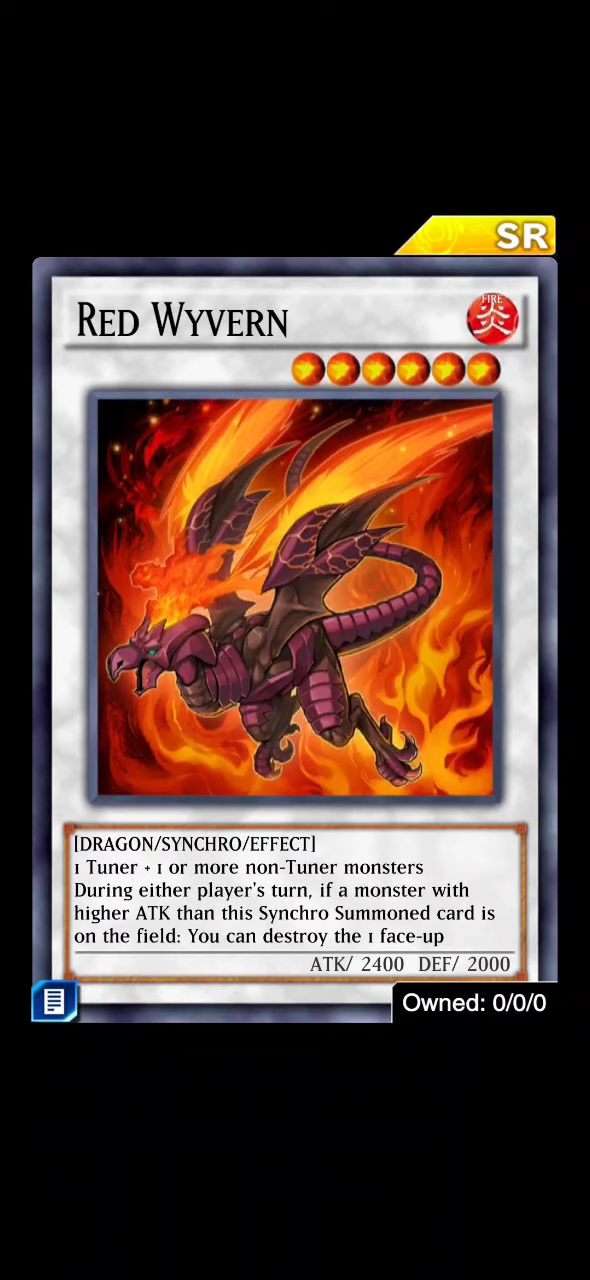 SR
Red Wyvern
FIRE
炎
[DRAGON/SYNCHRO/EFFECT]
1 Tuner + 1 or more non-Tuner monsters
During either player's turn, if a monster with
higher ATK than this Synchro Summoned card is
on the field: You can destroy the 1 face-up
ATK/ 2400 DEF/ 2000
Owned: 0/0/0